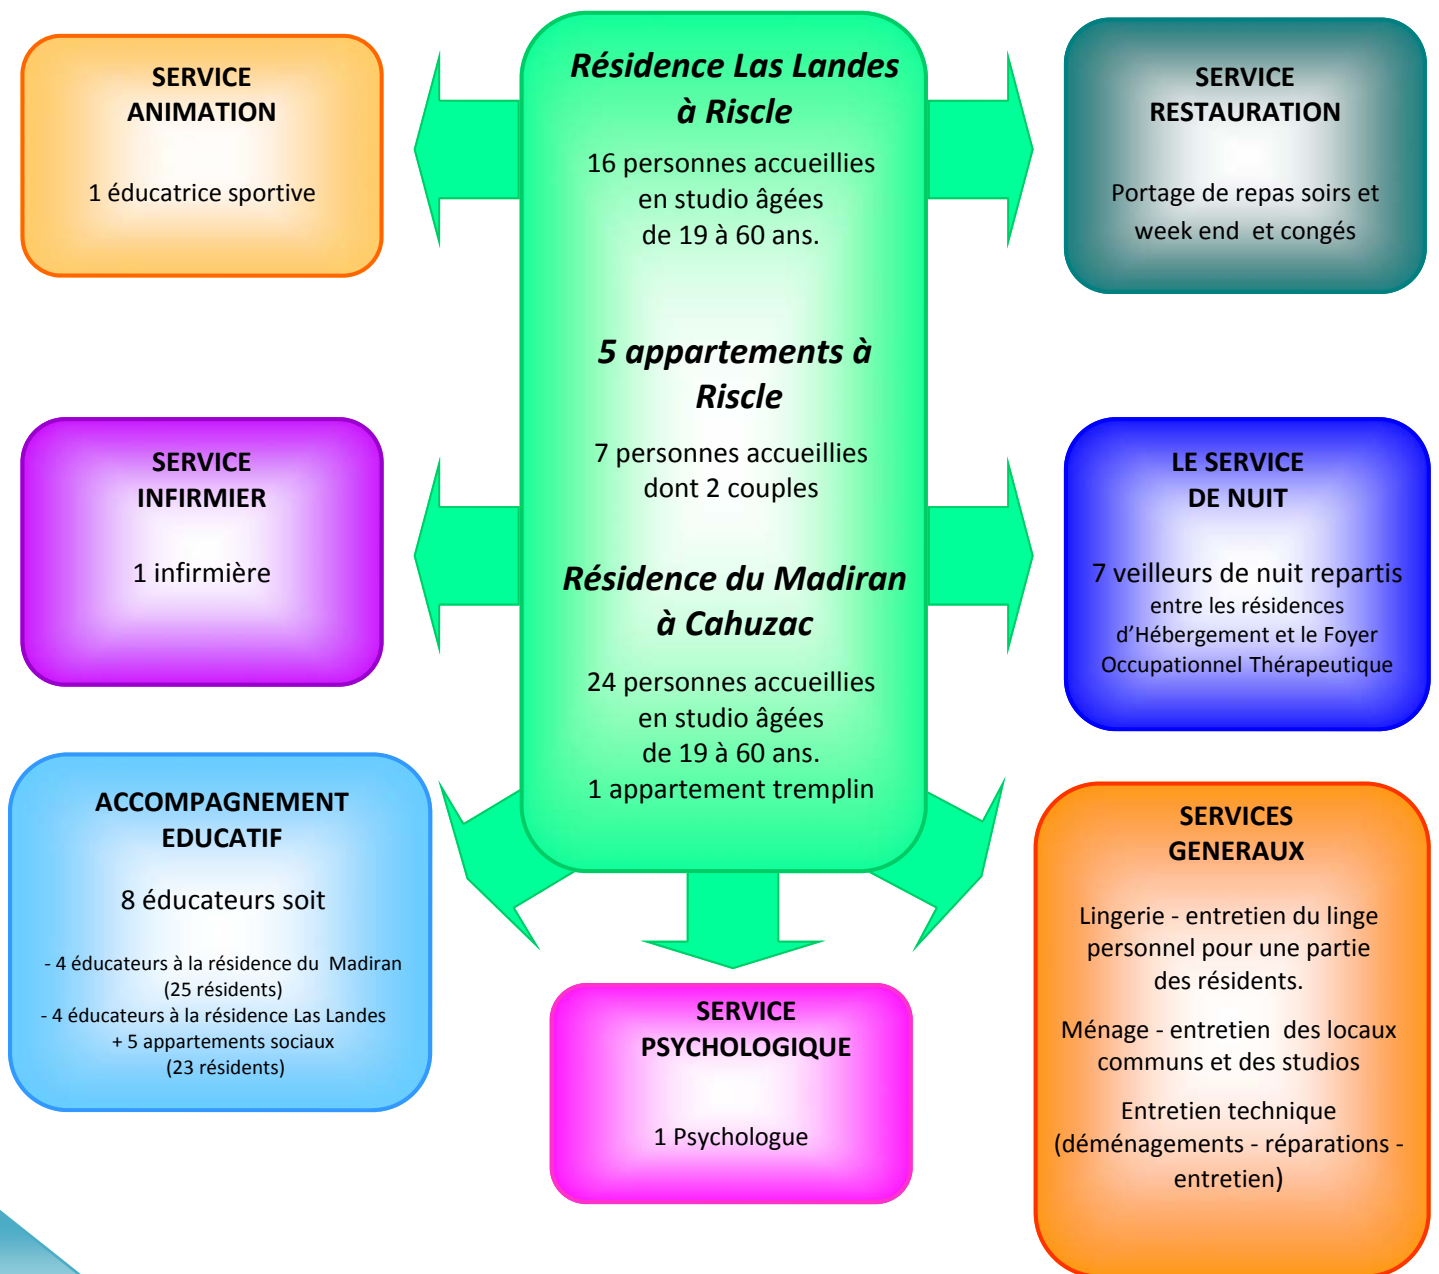 SERVICE
ANIMATION
1 éducatrice sportive
Résidence Las Landes
à Riscle
16 personnes accueillies
en studio âgées
de 19 à 60 ans.
5 appartements à
Riscle
7 personnes accueillies
dont 2 couples
Résidence du Madiran
à Cahuzac
24 personnes accueillies
en studio âgées
de 19 à 60 ans.
1 appartement tremplin
SERVICE
RESTAURATION
Portage de repas soirs et
week end et congés
SERVICE
INFIRMIER
1 infirmière
LE SERVICE
DE NUIT
7 veilleurs de nuit repartis
entre les résidences
d’Hébergement et le Foyer
Occupationnel Thérapeutique
ACCOMPAGNEMENT
EDUCATIF
8 éducateurs soit
- 4 éducateurs à la résidence du Madiran
(25 résidents)
- 4 éducateurs à la résidence Las Landes
+ 5 appartements sociaux
(23 résidents)
SERVICE
PSYCHOLOGIQUE
1 Psychologue
SERVICES
GENERAUX
Lingerie - entretien du linge
personnel pour une partie
des résidents.
Ménage - entretien des locaux
communs et des studios
Entretien technique
(déménagements - réparations -
entretien)